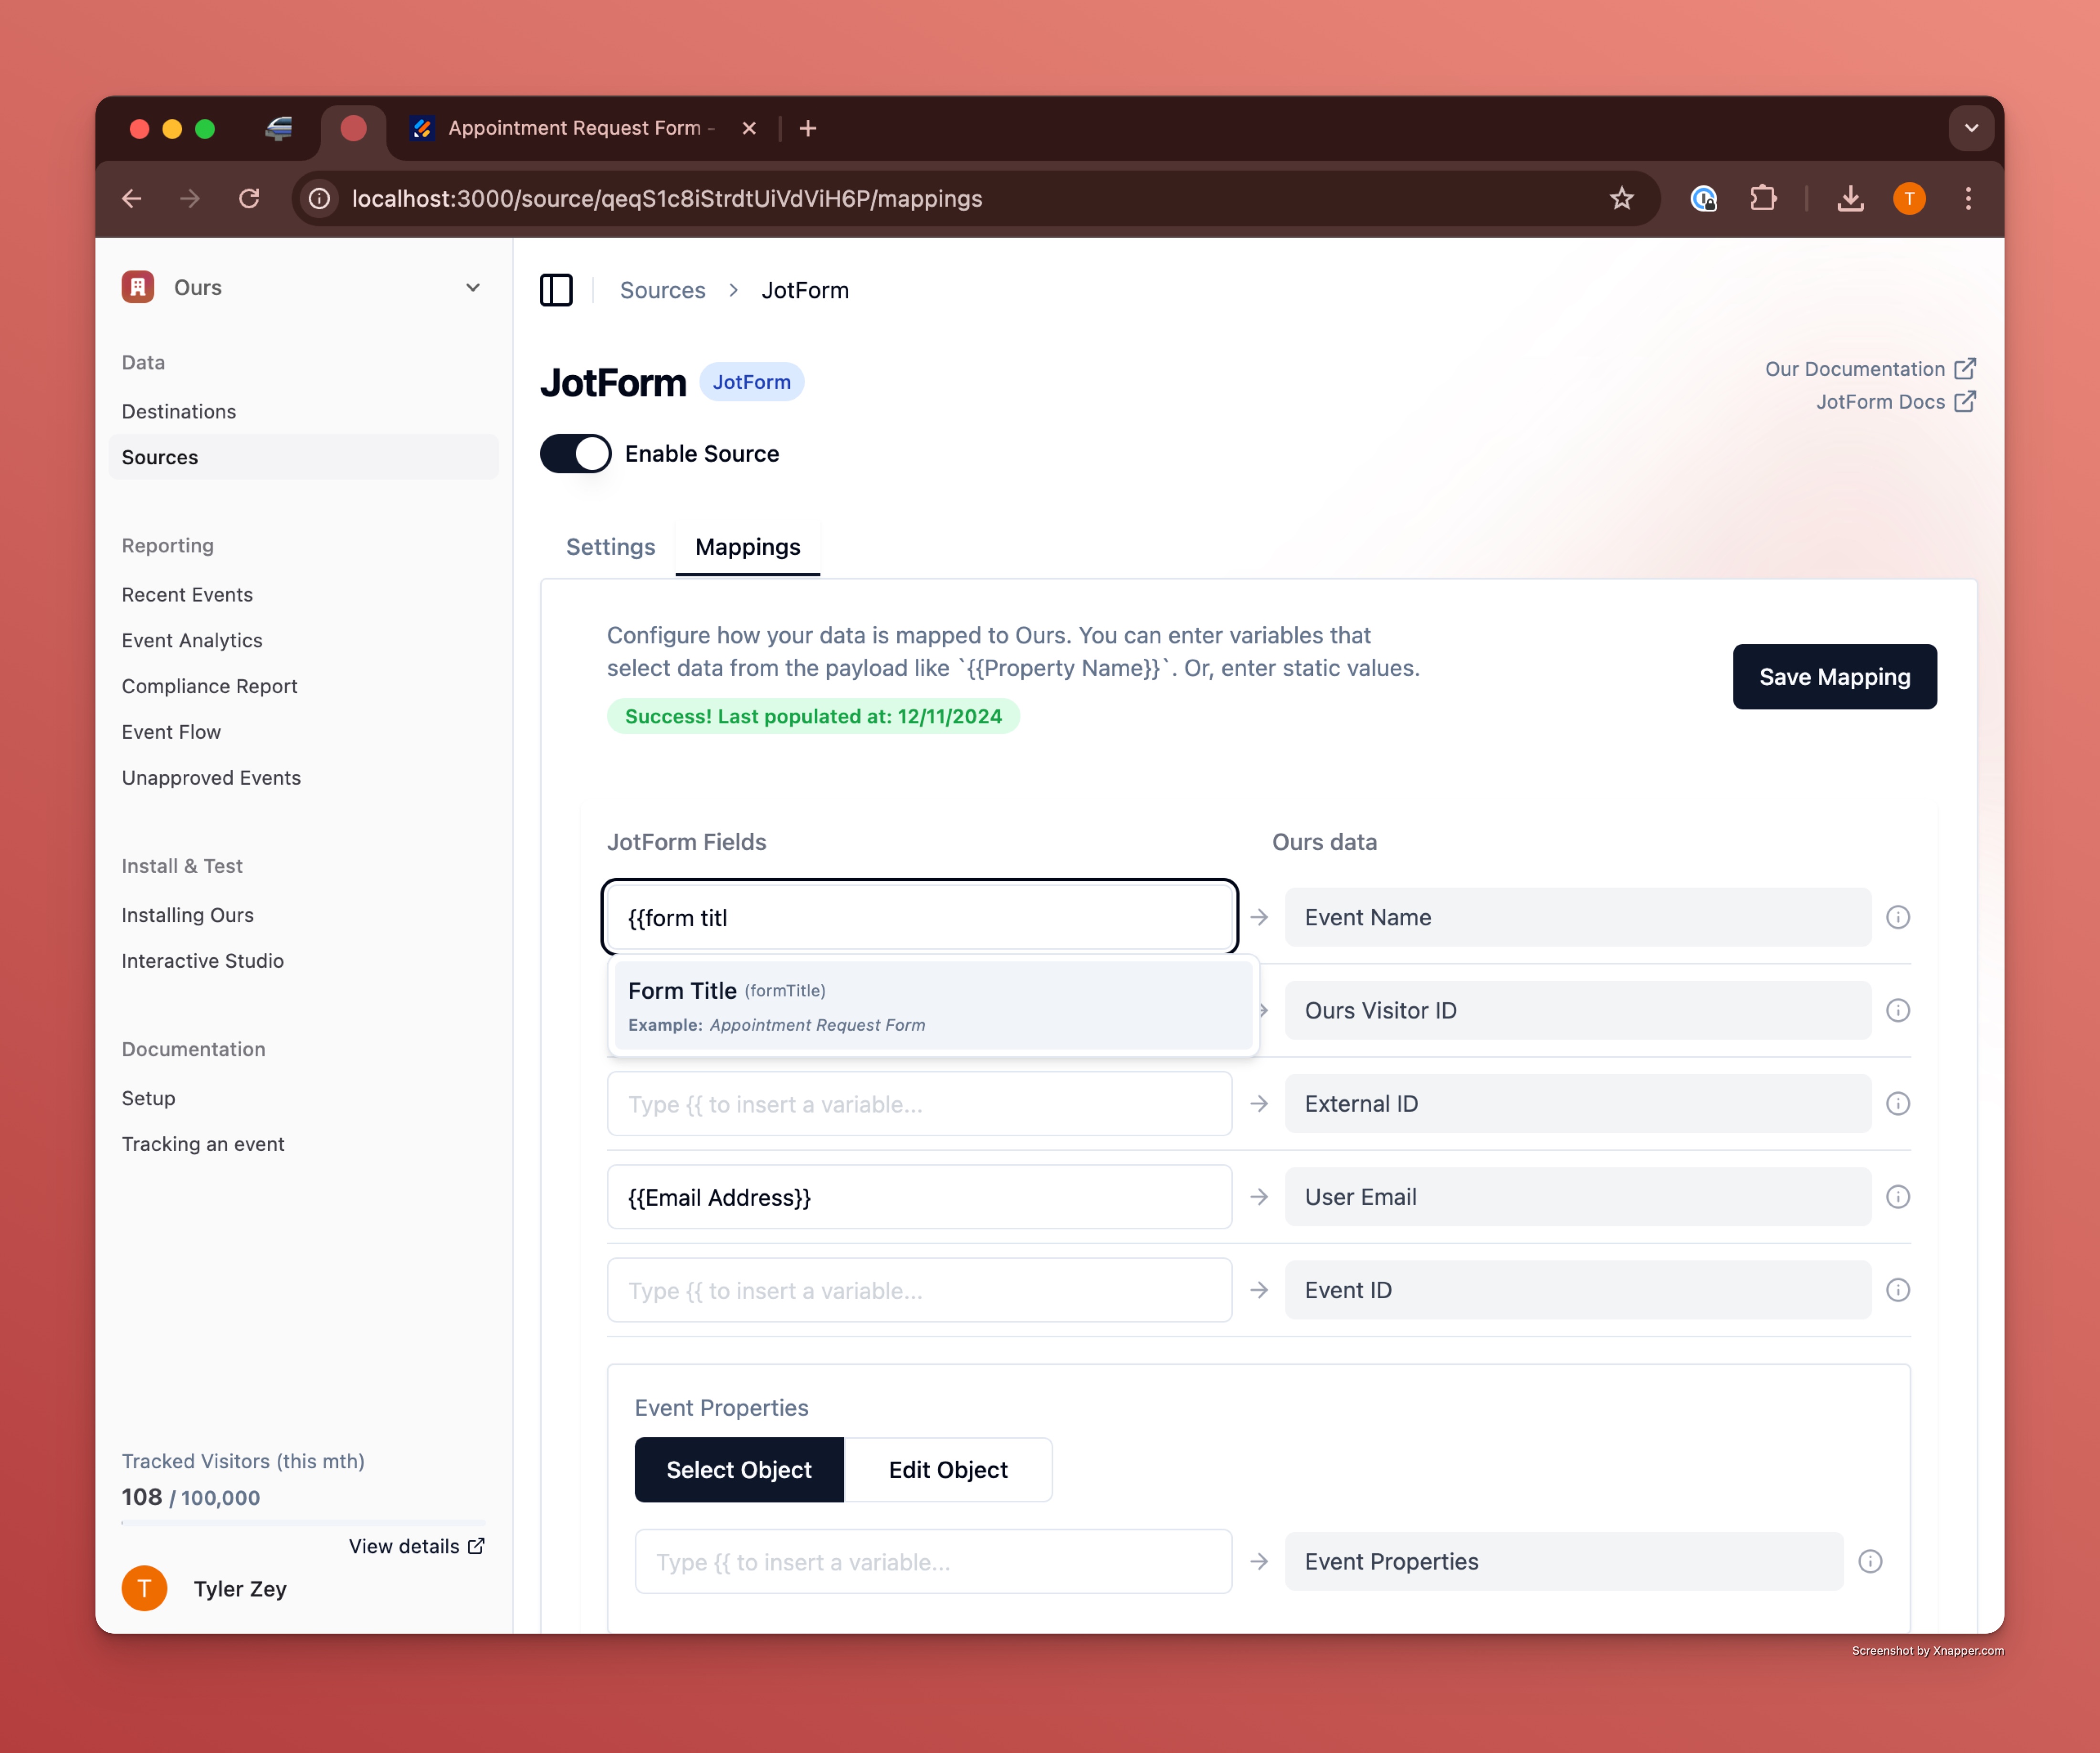 Appointment Request Form -
localhost:3000/source/qeqS1c8iStrdtUiVdViH6P/mappings
T
Ours
Data
Destinations
Sources
Reporting
Recent Events
Event Analytics
Compliance Report
Event Flow
Unapproved Events
Install & Test
Installing Ours
Interactive Studio
Documentation
Setup
Tracking an event
Tracked Visitors (this mth)
108 / 100,000
View details
T
Tyler Zey
Sources > JotForm
JotForm JotForm
Our Documentation
JotForm Docs
Enable Source
Settings Mappings
Configure how your data is mapped to Ours. You can enter variables that
select data from the payload like `{{Property Name}}`. Or, enter static values.
Save Mapping
Success! Last populated at: 12/11/2024
JotForm Fields Ours data
{{form titl → Event Name
Form Title (formTitle)
Example: Appointment Request Form
Ours Visitor ID
Type {{ to insert a variable... → External ID
{{Email Address}} → User Email
Type {{ to insert a variable... → Event ID
Event Properties
Select Object Edit Object
Type {{ to insert a variable... → Event Properties
Screenshot by Xnapper.com